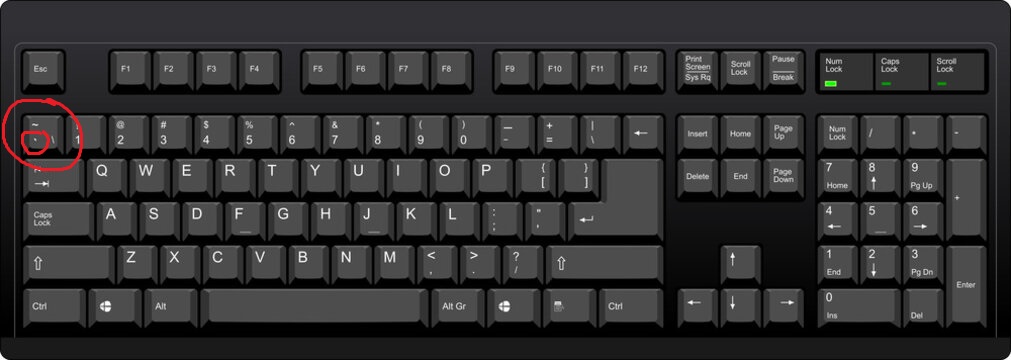 Esc F1 F2 F3 F4 F5 F6 F7 F8 F9 F10 F11 F12 Print Screen Sys Rq Scroll Lock Pause Break Num Lock Caps Lock Scroll Lock
~ @ # $ % ^ & * ( ) — + | Insert Home Page Up Num Lock / * -
` \ 1 2 3 4 5 6 7 8 9 0 - = \ ←
Q W E R T Y U I O P { [ } ] Delete End Page Down 7 Home 8 ↑ 9 Pg Up +
Caps Lock A S D F G H J K L : ; " ' ↵ 4 ← 5 6 →
⇧ Z X C V B N M < , > . ? / ⇧ ↑ 1 End 2 ↓ 3 Pg Dn Enter
Ctrl Alt Alt Gr Ctrl ← ↓ → 0 Ins . Del